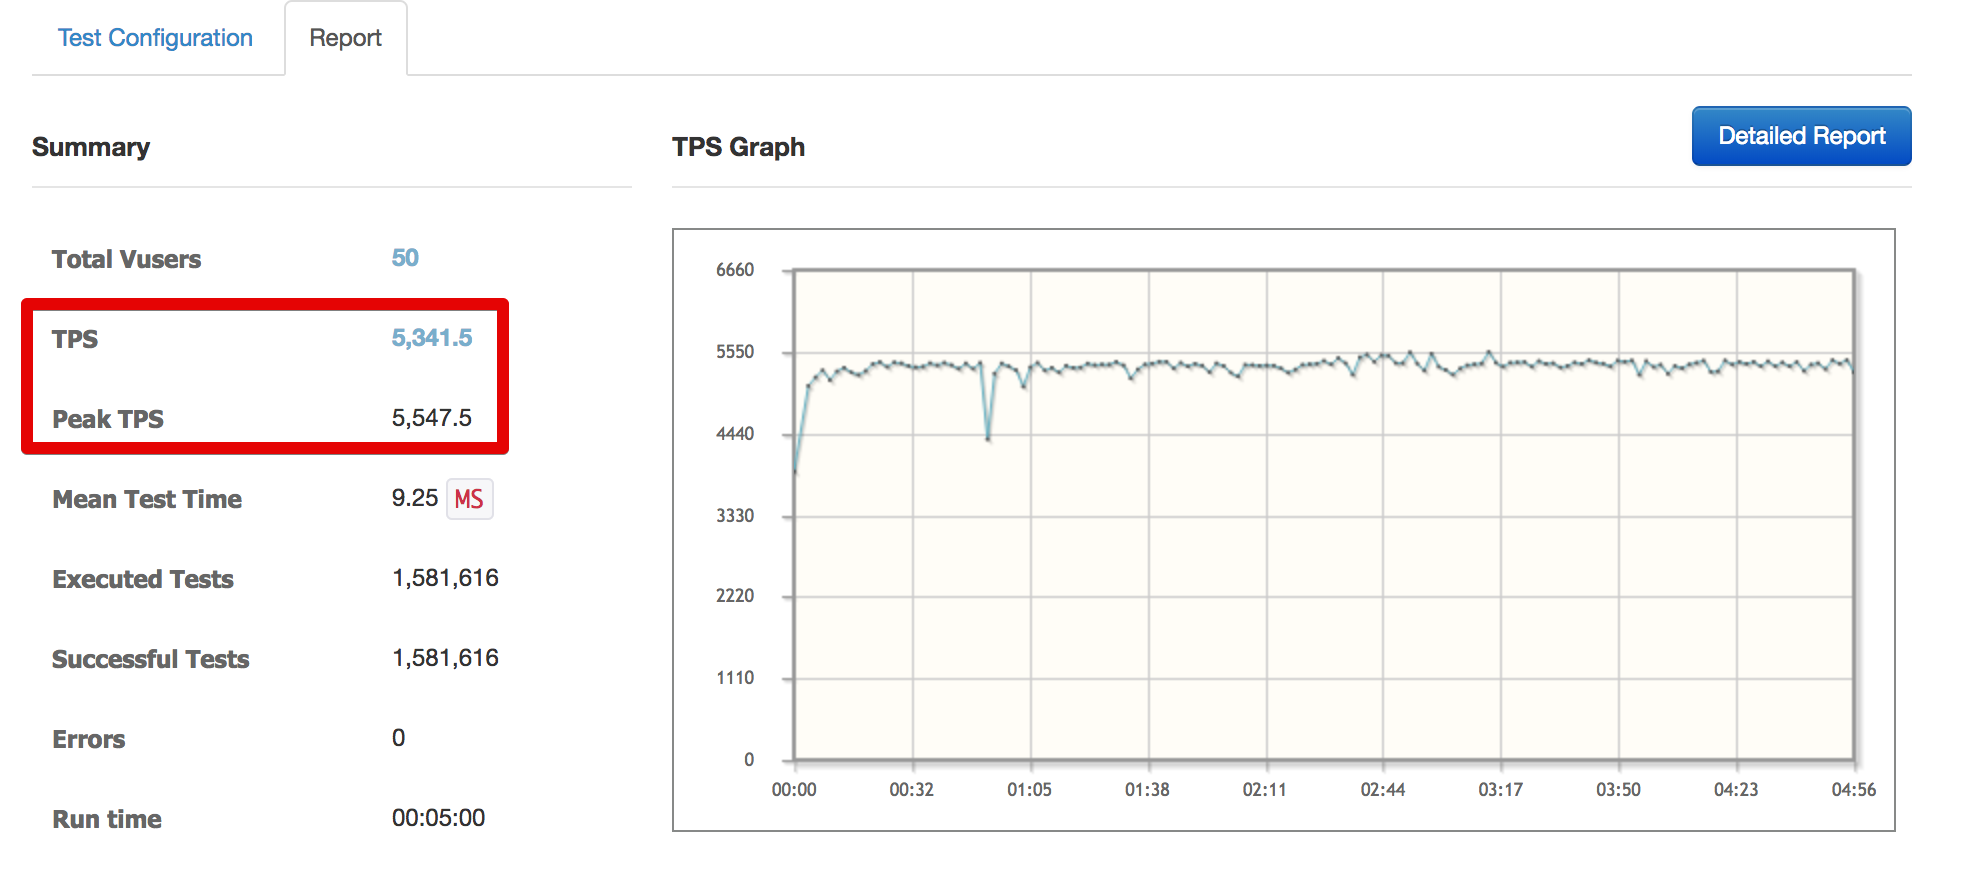 Test Configuration
Report
Summary
Total Vusers 50
TPS 5,341.5
Peak TPS 5,547.5
Mean Test Time 9.25 MS
Executed Tests 1,581,616
Successful Tests 1,581,616
Errors 0
Run time 00:05:00
TPS Graph
Detailed Report
6660
5550
4440
3330
2220
1110
0
00:00 00:32 01:05 01:38 02:11 02:44 03:17 03:50 04:23 04:56